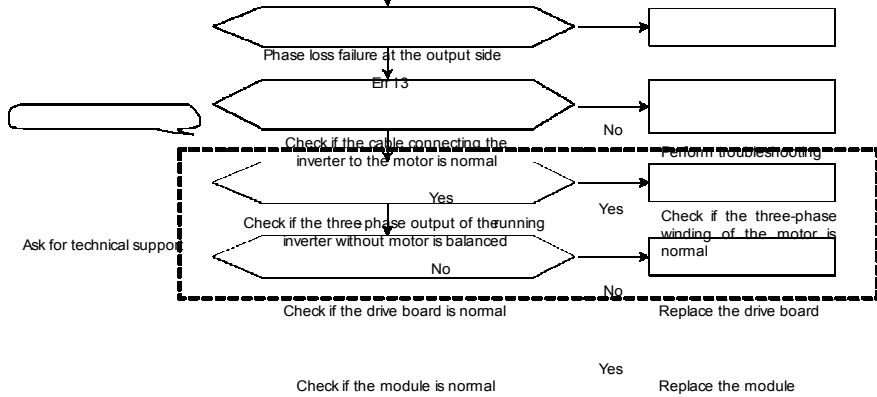 Phase loss failure at the output side
Err 13
No
Check if the cable connecting the
inverter to the motor is normal
Perform troubleshooting
Yes
Yes
Check if the three-phase output of the running
inverter without motor is balanced
Check if the three-phase
winding of the motor is
normal
Ask for technical support
No
No
Check if the drive board is normal
Replace the drive board
Yes
Check if the module is normal
Replace the module